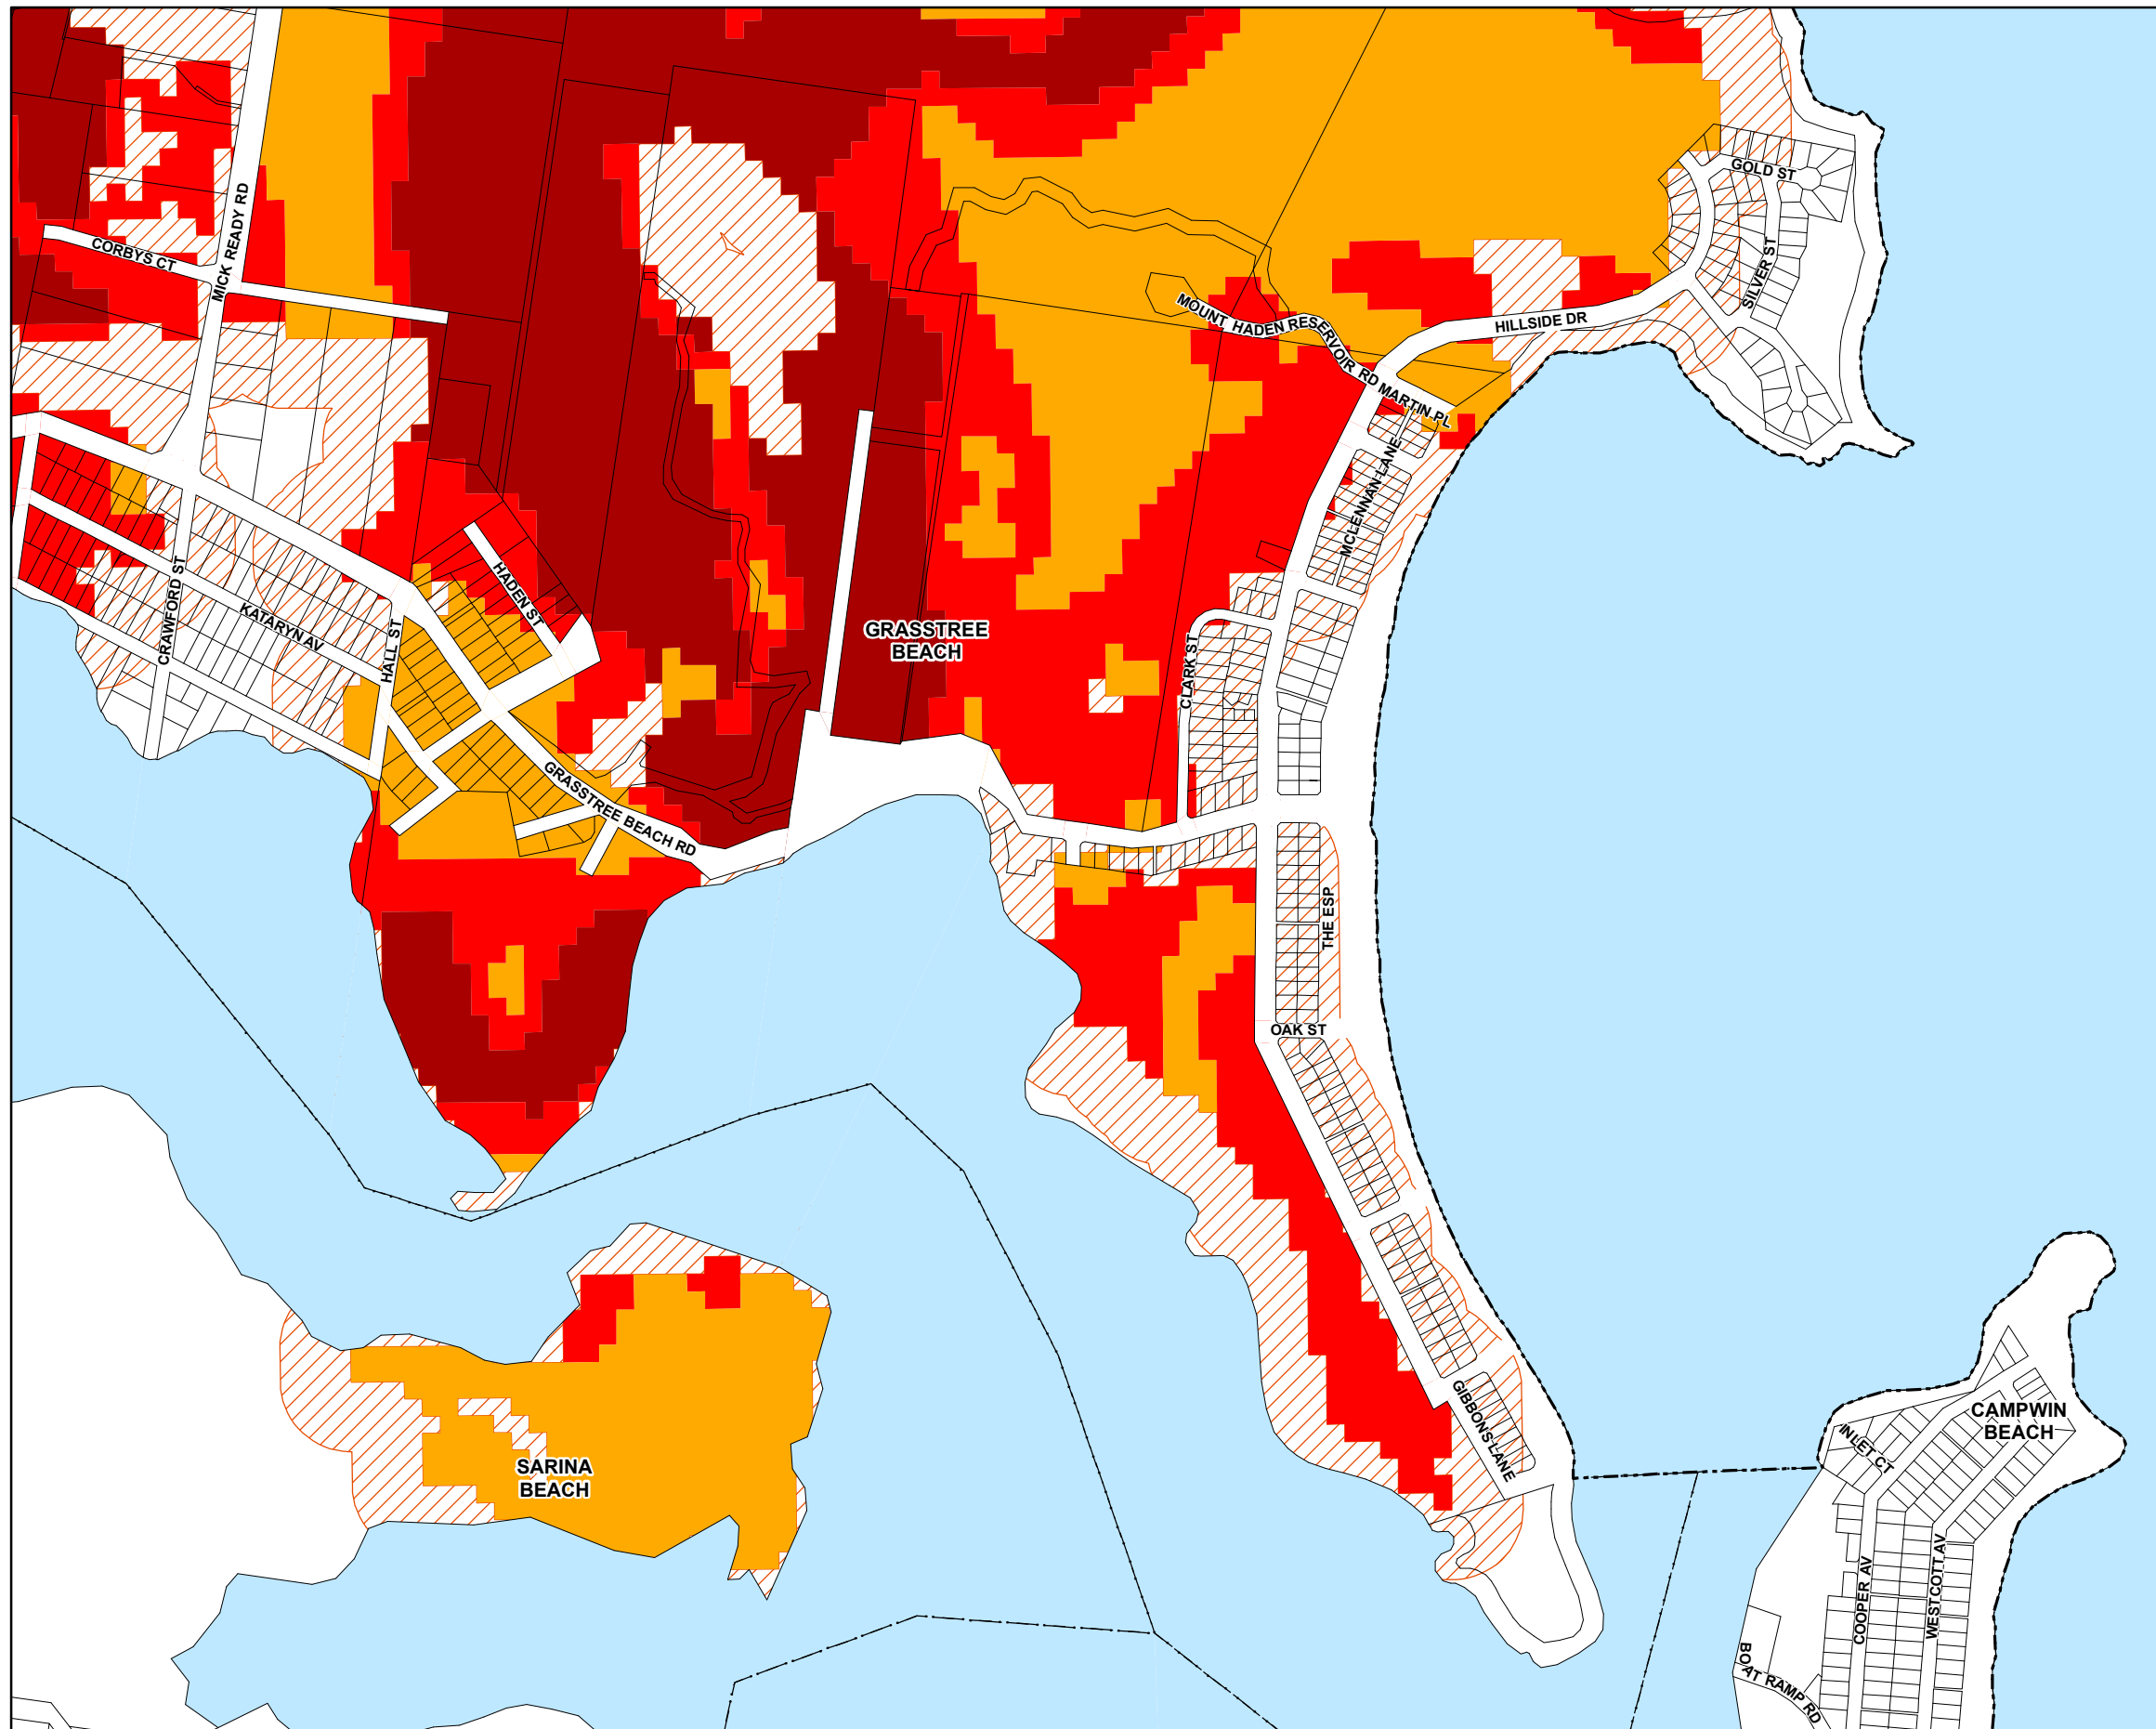 GOLD ST
CORBYS CT
MICK READY RD
SILVER ST
MOUNT HADEN RESERVOIR RD
HILLSIDE DR
MARTIN PL
MCLENNAN LANE
HADEN ST
CRAWFORD ST
KATARYN AV
HALL ST
GRASSTREE
BEACH
CLARK ST
GRASSTREE BEACH RD
THE ESP
OAK ST
GIBBONS LANE
CAMPWIN
BEACH
INLET CT
SARINA
BEACH
COOPER AV
WESTCOTT AV
BOAT RAMP RD